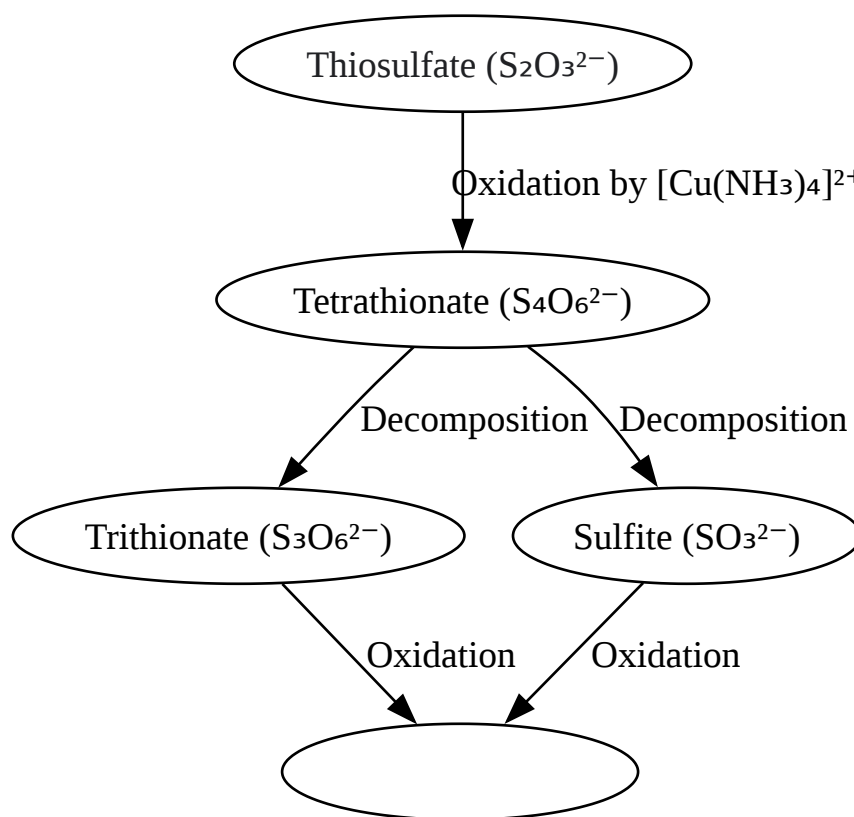 Thiosulfate (S₂O₃²⁻)
Oxidation by [Cu(NH₃)₄]²⁺
Tetrathionate (S₄O₆²⁻)
Decomposition
Decomposition
Trithionate (S₃O₆²⁻)
Sulfite (SO₃²⁻)
Oxidation
Oxidation